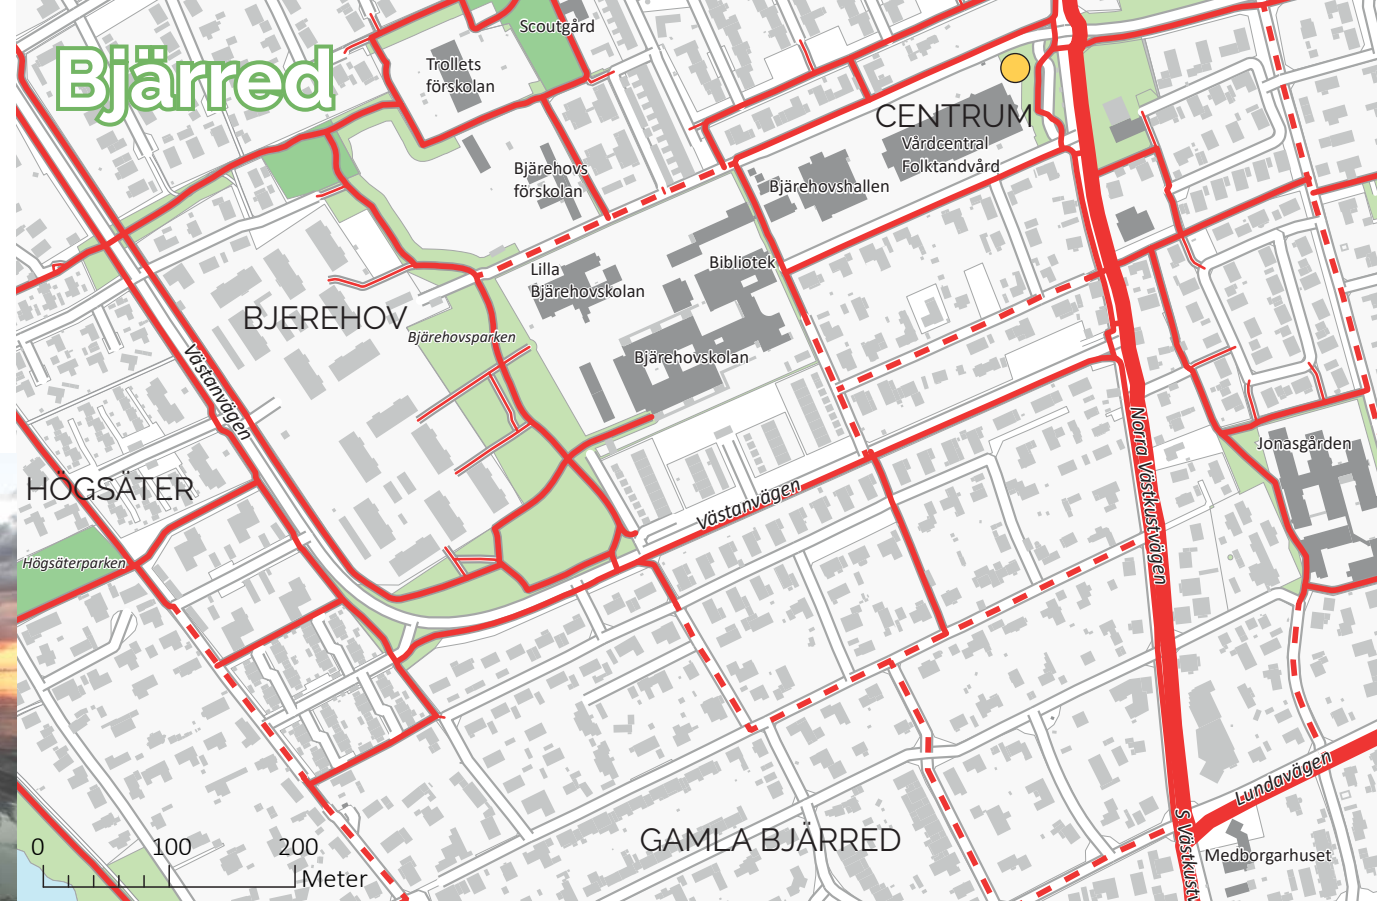 Scoutgård
Bjärred
Trollets
förskolan
CENTRUM
Vårdcentral
Folktandvård
Bjärehovs
förskolan
Bjärehovshallen
Lilla
Bjärehovskolan
Bibliotek
BJEREHOV
Bjärehovsparken
Bjärehovskolan
Västanvägen
Norra Västkustvägen
Jonasgården
HÖGSÄTER
Västanvägen
Högsäterparken
Lundavägen
GAMLA BJÄRRED
S Västkustv
Medborgarhuset
0 100 200
Meter